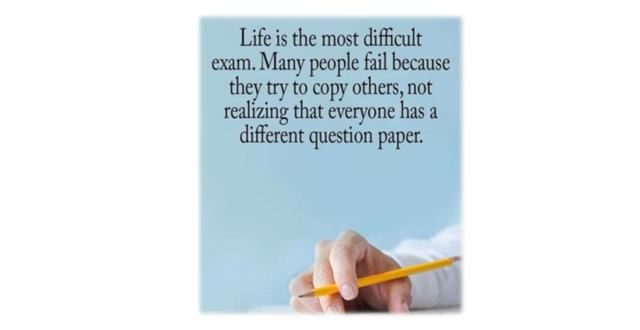 Life is the most difficult
exam. Many people fail because
they try to copy others, not
realizing that everyone has a
different question paper.